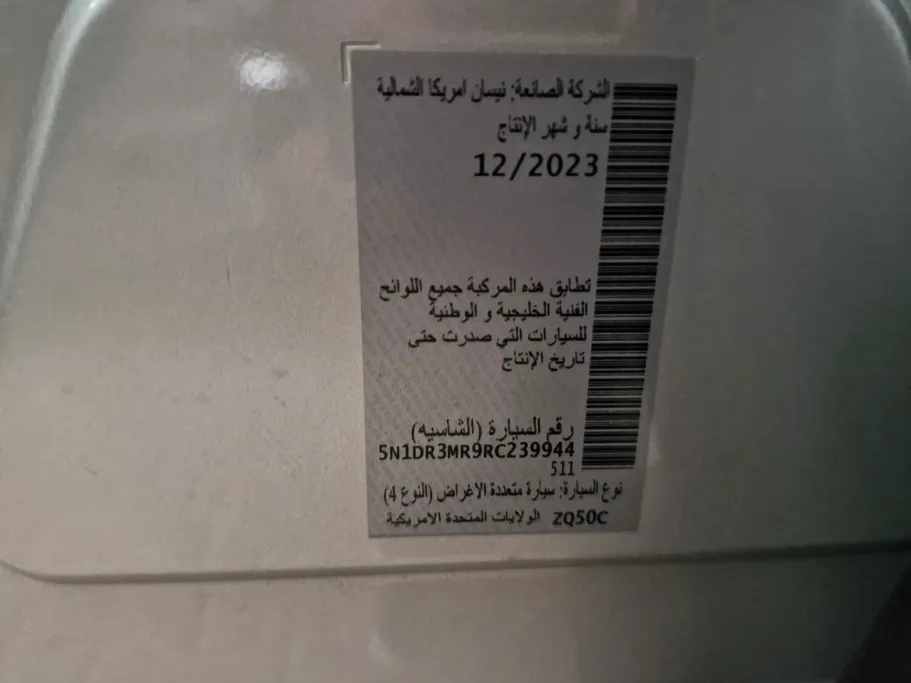 الشركة الصانعة: نيسان امريكا الشمالية
سنة و شهر الإنتاج
12/2023
تطابق هذه المركبة جميع اللوائح
الفنية الخليجية و الوطنية
للسيارات التي صدرت حتى
تاريخ الإنتاج
رقم السيارة (الشاسيه)
5N1DR3MR9RC239944
511
نوع السيارة: سيارة متعددة الاغراض (النوع 4)
ZQ50C الولايات المتحدة الامريكية